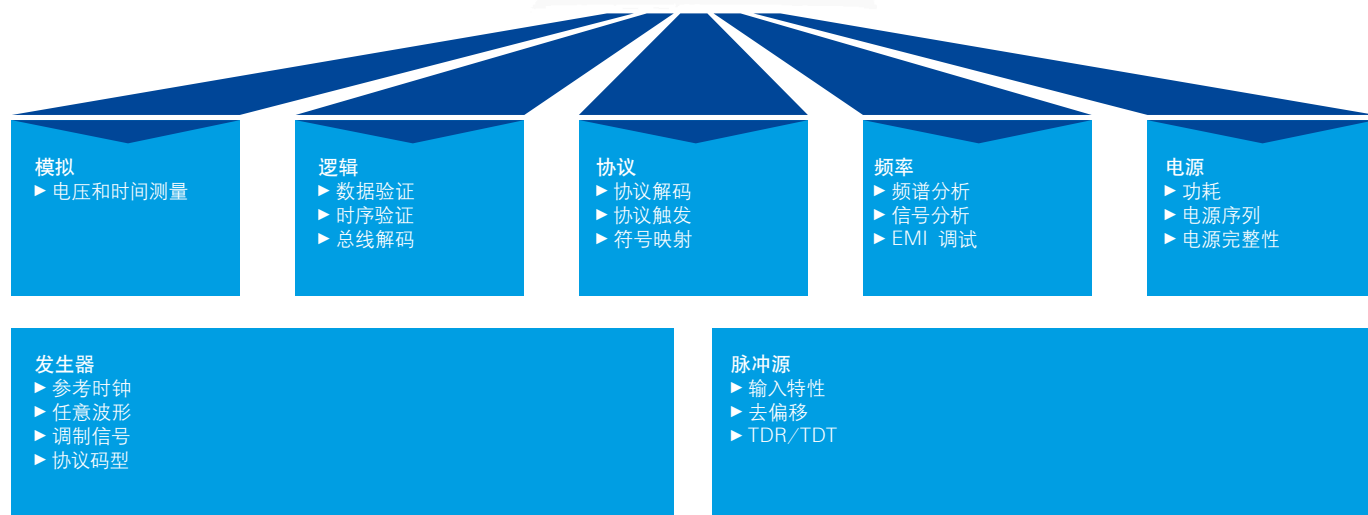 模拟
▶ 电压和时间测量
逻辑
▶ 数据验证
▶ 时序验证
▶ 总线解码
协议
▶ 协议解码
▶ 协议触发
▶ 符号映射
频率
▶ 频谱分析
▶ 信号分析
▶ EMI 调试
电源
▶ 功耗
▶ 电源序列
▶ 电源完整性
发生器
▶ 参考时钟
▶ 任意波形
▶ 调制信号
▶ 协议码型
脉冲源
▶ 输入特性
▶ 去偏移
▶ TDR/TDT